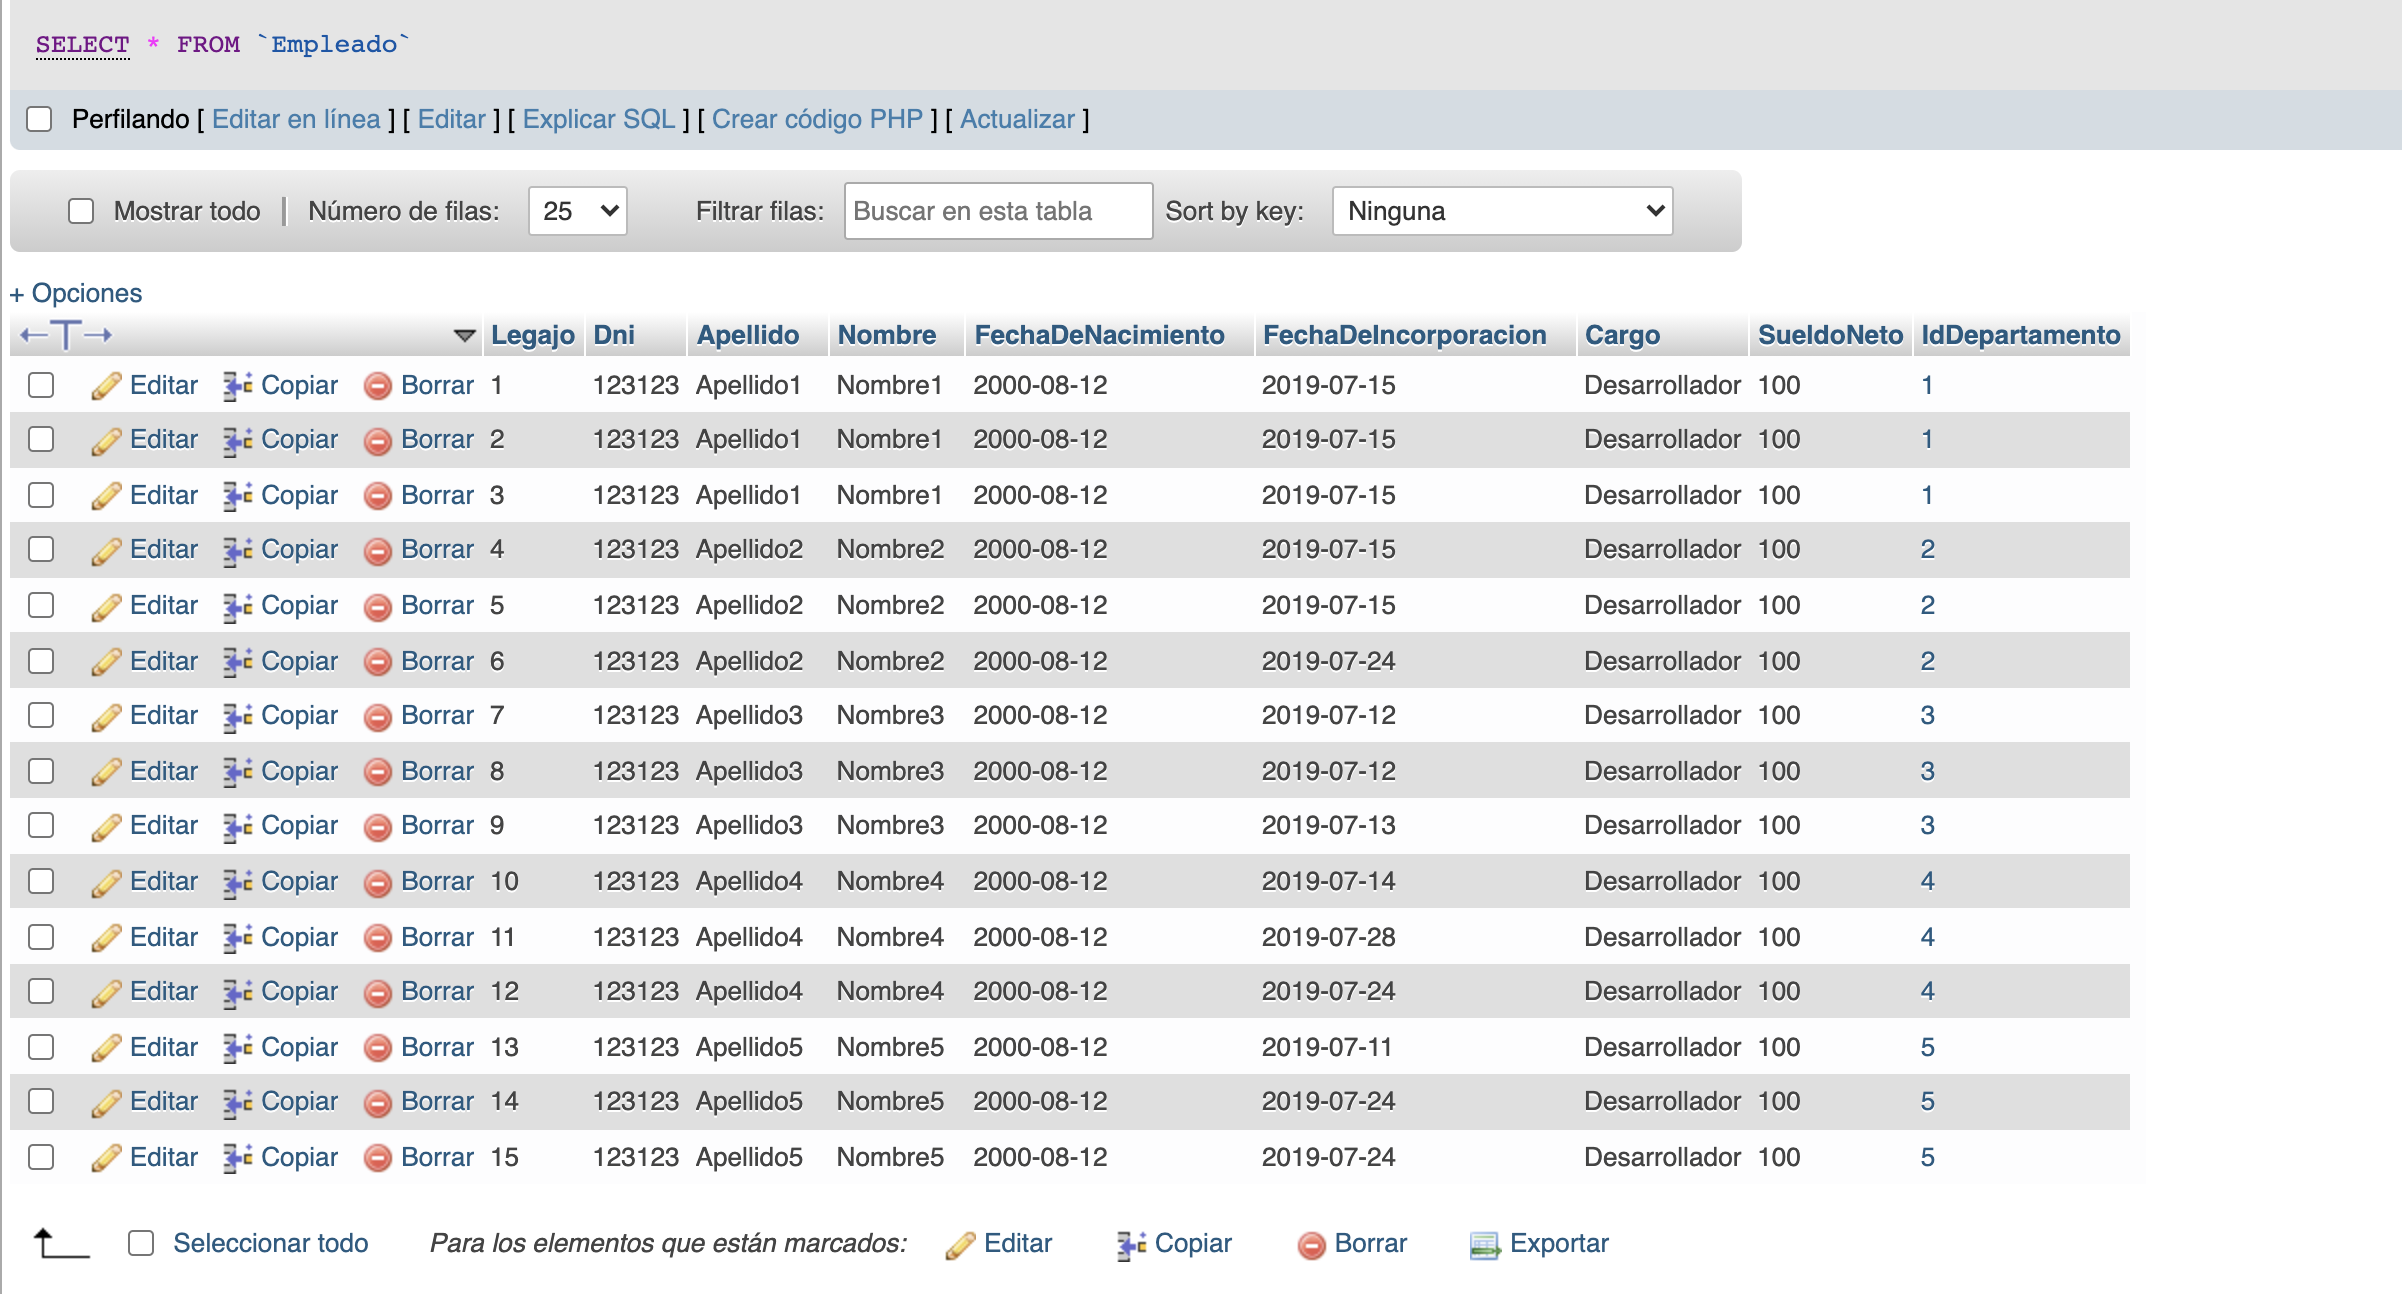 SELECT * FROM `Empleado`
Perfilando [ Editar en línea ] [ Editar ] [ Explicar SQL ] [ Crear código PHP ] [ Actualizar ]
Mostrar todo | Número de filas: 25 Filtrar filas: Buscar en esta tabla Sort by key: Ninguna
+ Opciones
←T→ Legajo Dni Apellido Nombre FechaDeNacimiento FechaDeIncorporacion Cargo SueldoNeto IdDepartamento
Editar Copiar Borrar 1 123123 Apellido1 Nombre1 2000-08-12 2019-07-15 Desarrollador 100 1
Editar Copiar Borrar 2 123123 Apellido1 Nombre1 2000-08-12 2019-07-15 Desarrollador 100 1
Editar Copiar Borrar 3 123123 Apellido1 Nombre1 2000-08-12 2019-07-15 Desarrollador 100 1
Editar Copiar Borrar 4 123123 Apellido2 Nombre2 2000-08-12 2019-07-15 Desarrollador 100 2
Editar Copiar Borrar 5 123123 Apellido2 Nombre2 2000-08-12 2019-07-15 Desarrollador 100 2
Editar Copiar Borrar 6 123123 Apellido2 Nombre2 2000-08-12 2019-07-24 Desarrollador 100 2
Editar Copiar Borrar 7 123123 Apellido3 Nombre3 2000-08-12 2019-07-12 Desarrollador 100 3
Editar Copiar Borrar 8 123123 Apellido3 Nombre3 2000-08-12 2019-07-12 Desarrollador 100 3
Editar Copiar Borrar 9 123123 Apellido3 Nombre3 2000-08-12 2019-07-13 Desarrollador 100 3
Editar Copiar Borrar 10 123123 Apellido4 Nombre4 2000-08-12 2019-07-14 Desarrollador 100 4
Editar Copiar Borrar 11 123123 Apellido4 Nombre4 2000-08-12 2019-07-28 Desarrollador 100 4
Editar Copiar Borrar 12 123123 Apellido4 Nombre4 2000-08-12 2019-07-24 Desarrollador 100 4
Editar Copiar Borrar 13 123123 Apellido5 Nombre5 2000-08-12 2019-07-11 Desarrollador 100 5
Editar Copiar Borrar 14 123123 Apellido5 Nombre5 2000-08-12 2019-07-24 Desarrollador 100 5
Editar Copiar Borrar 15 123123 Apellido5 Nombre5 2000-08-12 2019-07-24 Desarrollador 100 5
Seleccionar todo Para los elementos que están marcados: Editar Copiar Borrar Exportar